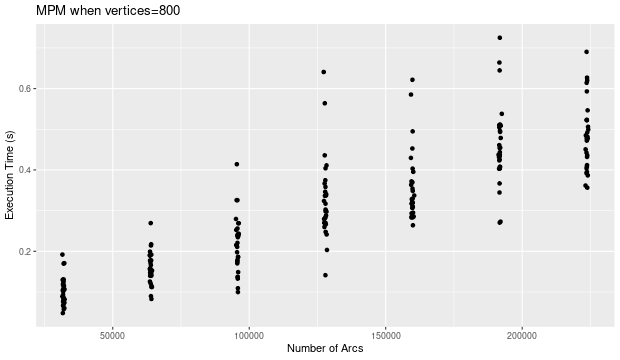 MPM when vertices=800
Execution Time (s)
0.6
0.4
0.2
50000 100000 150000 200000
Number of Arcs